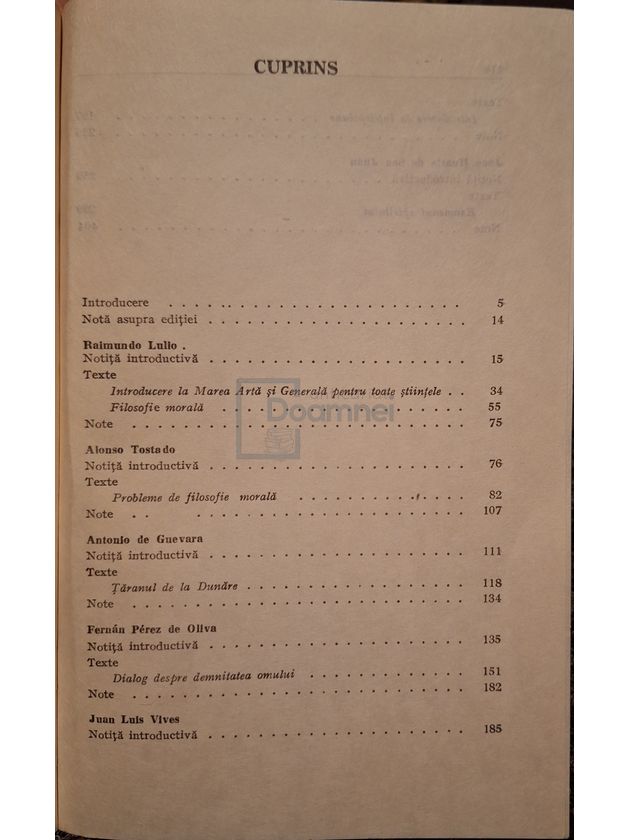 CUPRINS
Introducere . . . . . . . . . . . . . . . . . . . 5
Notă asupra ediției . . . . . . . . . . . . . . . . 14
Raimundo Lulio .
Notiță introductivă . . . . . . . . . . . . . . . . 15
Texte
Introducere la Marea Artă și Generală pentru toate științele . . 34
Filosofie morală . . . . . . . . . . . . . . . 55
Note . . . . . . . . . . . . . . . . . . . . . 75
Alonso Tostado
Notiță introductivă . . . . . . . . . . . . . . . . 76
Texte
Probleme de filosofie morală . . . . . . . . . . 82
Note . . . . . . . . . . . . . . . . . . . 107
Antonio de Guevara
Notiță introductivă . . . . . . . . . . . . . . . . 111
Texte
Țăranul de la Dunăre . . . . . . . . . . . . . 118
Note . . . . . . . . . . . . . . . . . . . . 134
Fernán Pérez de Oliva
Notiță introductivă . . . . . . . . . . . . . . . . 135
Texte
Dialog despre demnitatea omului . . . . . . . . . 151
Note . . . . . . . . . . . . . . . . . . . . 182
Juan Luis Vives
Notiță introductivă . . . . . . . . . . . . . . . . 185
Doamnei